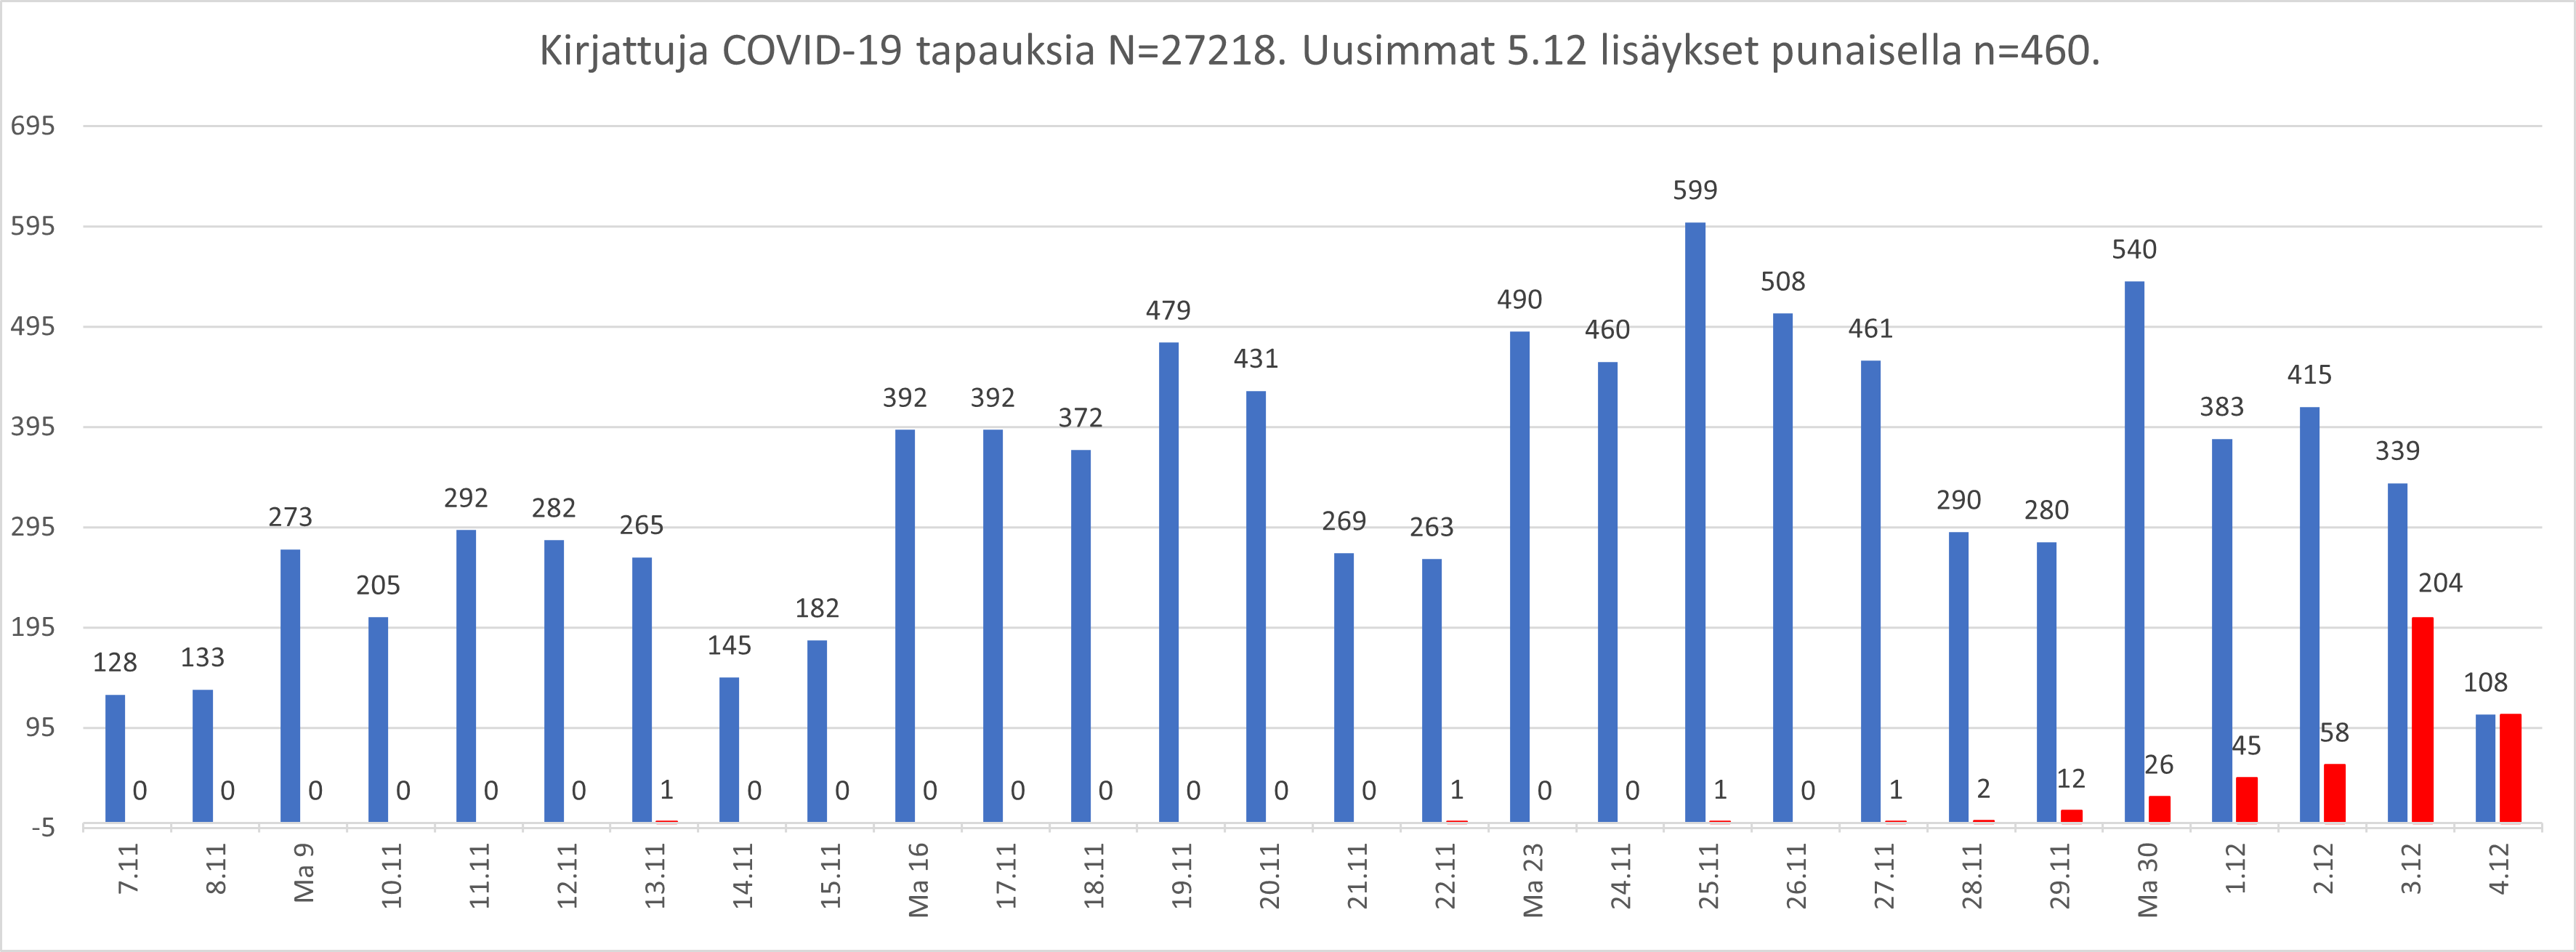 Kirjattuja COVID-19 tapauksia N=27218. Uusimmat 5.12 lisäykset punaisella n=460.
695
595
495
395
295
195
95
-5
128 133 273 205 292 282 265 145 182 392 392 372 479 431 269 263 490 460 599 508 461 290 280 540 383 415 339 108
0 0 0 0 0 0 1 0 0 0 0 0 0 0 0 1 0 0 1 0 1 2 12 26 45 58 204
7.11 8.11 Ma 9 10.11 11.11 12.11 13.11 14.11 15.11 Ma 16 17.11 18.11 19.11 20.11 21.11 22.11 Ma 23 24.11 25.11 26.11 27.11 28.11 29.11 Ma 30 1.12 2.12 3.12 4.12